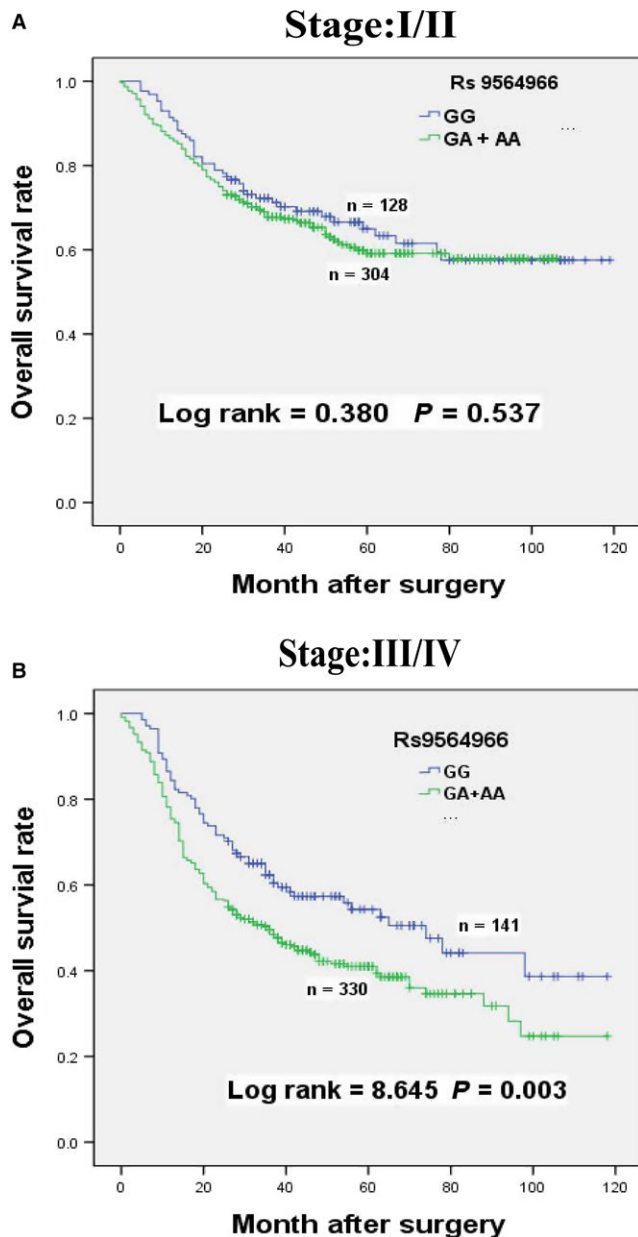 A
Stage:I/II
Rs 9564966
GG
GA + AA
...
1.0
0.8
0.6
0.4
0.2
0.0
Overall survival rate
n = 128
n = 304
Log rank = 0.380 P = 0.537
0 20 40 60 80 100 120
Month after surgery
B
Stage:III/IV
Rs9564966
GG
GA+AA
...
1.0
0.8
0.6
0.4
0.2
0.0
Overall survial rate
n = 141
n = 330
Log rank = 8.645 P = 0.003
0 20 40 60 80 100 120
Month after surgery